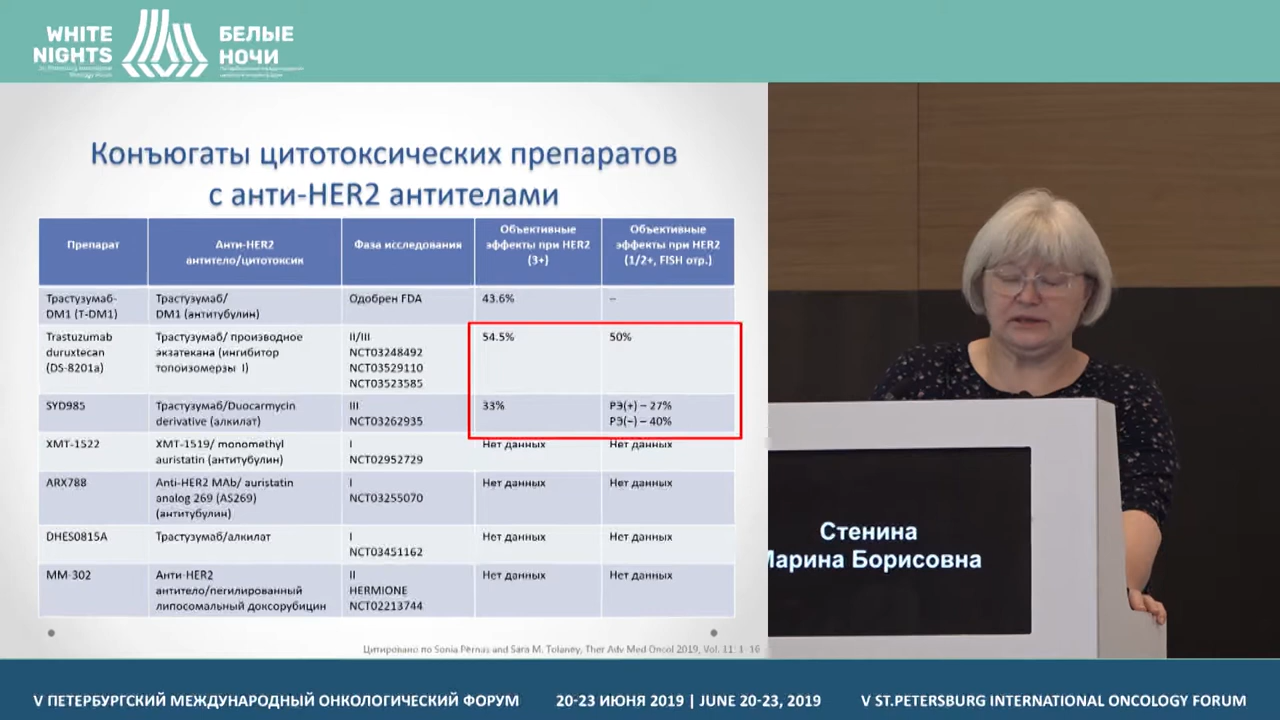 WHITE
NIGHTS
БЕЛЫЕ
НОЧИ
Конъюгаты цитотоксических препаратов
с анти-HER2 антителами
Препарат
Анти-HER2
антитело/цитотоксик
Фаза исследования
Объективные
эффекты при HER2
(3+)
Объективные
эффекты при HER2
(1/2+, FISH отр.)
Трастузумаб-
DM1 (T-DM1)
Трастузумаб/
DM1 (антитубулин)
Одобрен FDA
43.6%
–
Trastuzumab
duruxtecan
(DS-8201a)
Трастузумаб/ производное
экзатекана (ингибитор
топоизомерзы I)
II/III
NCT03248492
NCT03529110
NCT03523585
54.5%
50%
SYD985
Трастузумаб/Duocarmycin
derivative (алкилат)
III
NCT03262935
33%
РЭ(+) – 27%
РЭ(–) – 40%
XMT-1522
XMT-1519/ monomethyl
auristatin (антитубулин)
I
NCT02952729
Нет данных
Нет данных
ARX788
Anti-HER2 MAb/ auristatin
analog 269 (AS269)
(антитубулин)
I
NCT03255070
Нет данных
Нет данных
DHES0815A
Трастузумаб/алкилат
I
NCT03451162
Нет данных
Нет данных
MM-302
Анти-HER2
антитело/пегилированный
липосомальный доксорубицин
II
HERMIONE
NCT02213744
Нет данных
Нет данных
Цитировано по Sonia Pernas and Sara M. Tolaney, Ther Adv Med Oncol 2019, Vol. 11: 1–16
Стенина
Марина Борисовна
V ПЕТЕРБУРГСКИЙ МЕЖДУНАРОДНЫЙ ОНКОЛОГИЧЕСКИЙ ФОРУМ
20-23 ИЮНЯ 2019 | JUNE 20-23, 2019
V ST.PETERSBURG INTERNATIONAL ONCOLOGY FORUM